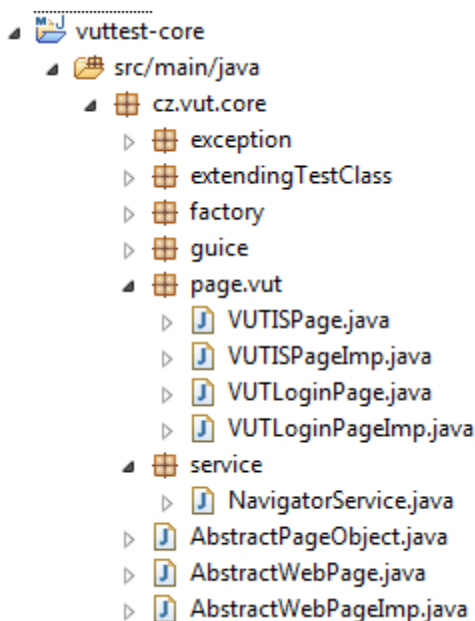 vuttest-core
src/main/java
cz.vut.core
exception
extendingTestClass
factory
guice
page.vut
VUTISPage.java
VUTISPageImp.java
VUTLoginPage.java
VUTLoginPageImp.java
service
NavigatorService.java
AbstractPageObject.java
AbstractWebPage.java
AbstractWebPageImp.java